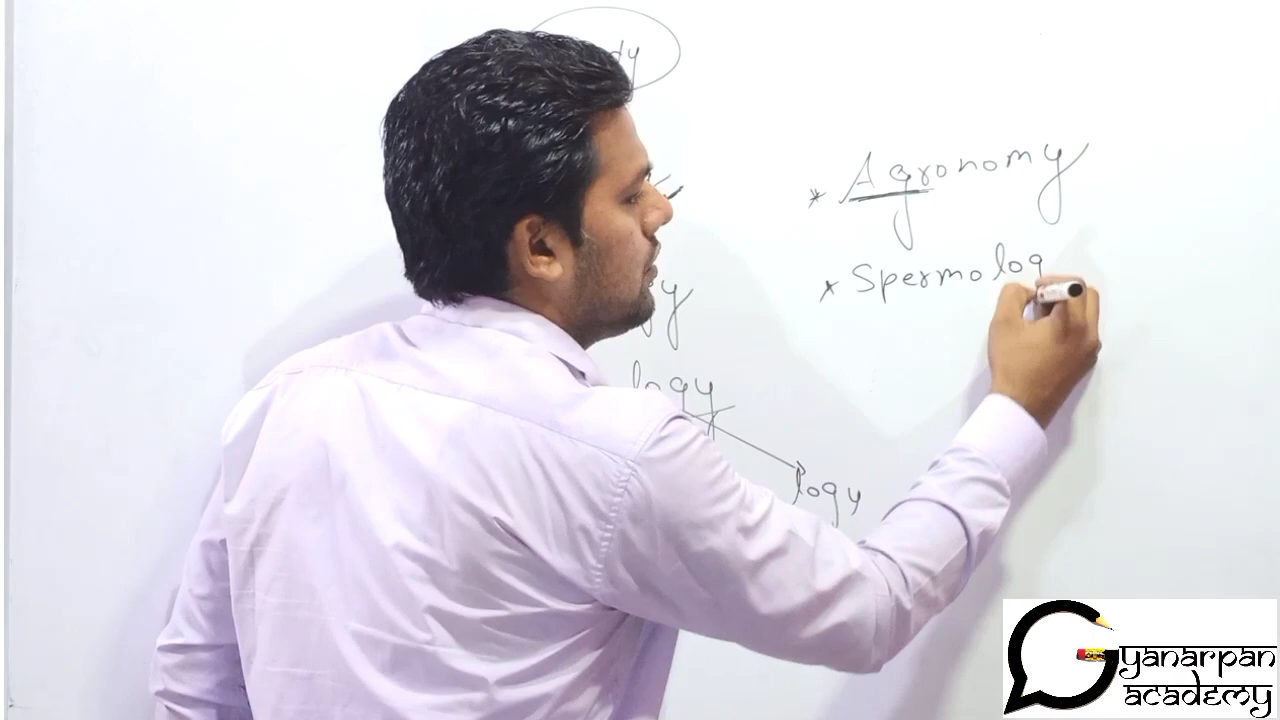 * Agronomy
* Spermolog
logy
logy
Gyanarpan
academy